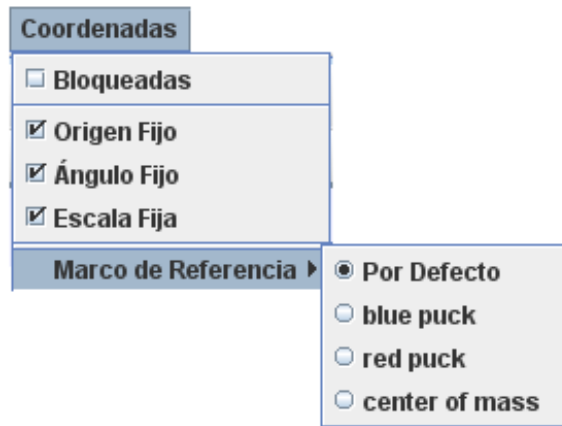 Coordenadas
Bloqueadas
Origen Fijo
Ángulo Fijo
Escala Fija
Marco de Referencia
Por Defecto
blue puck
red puck
center of mass